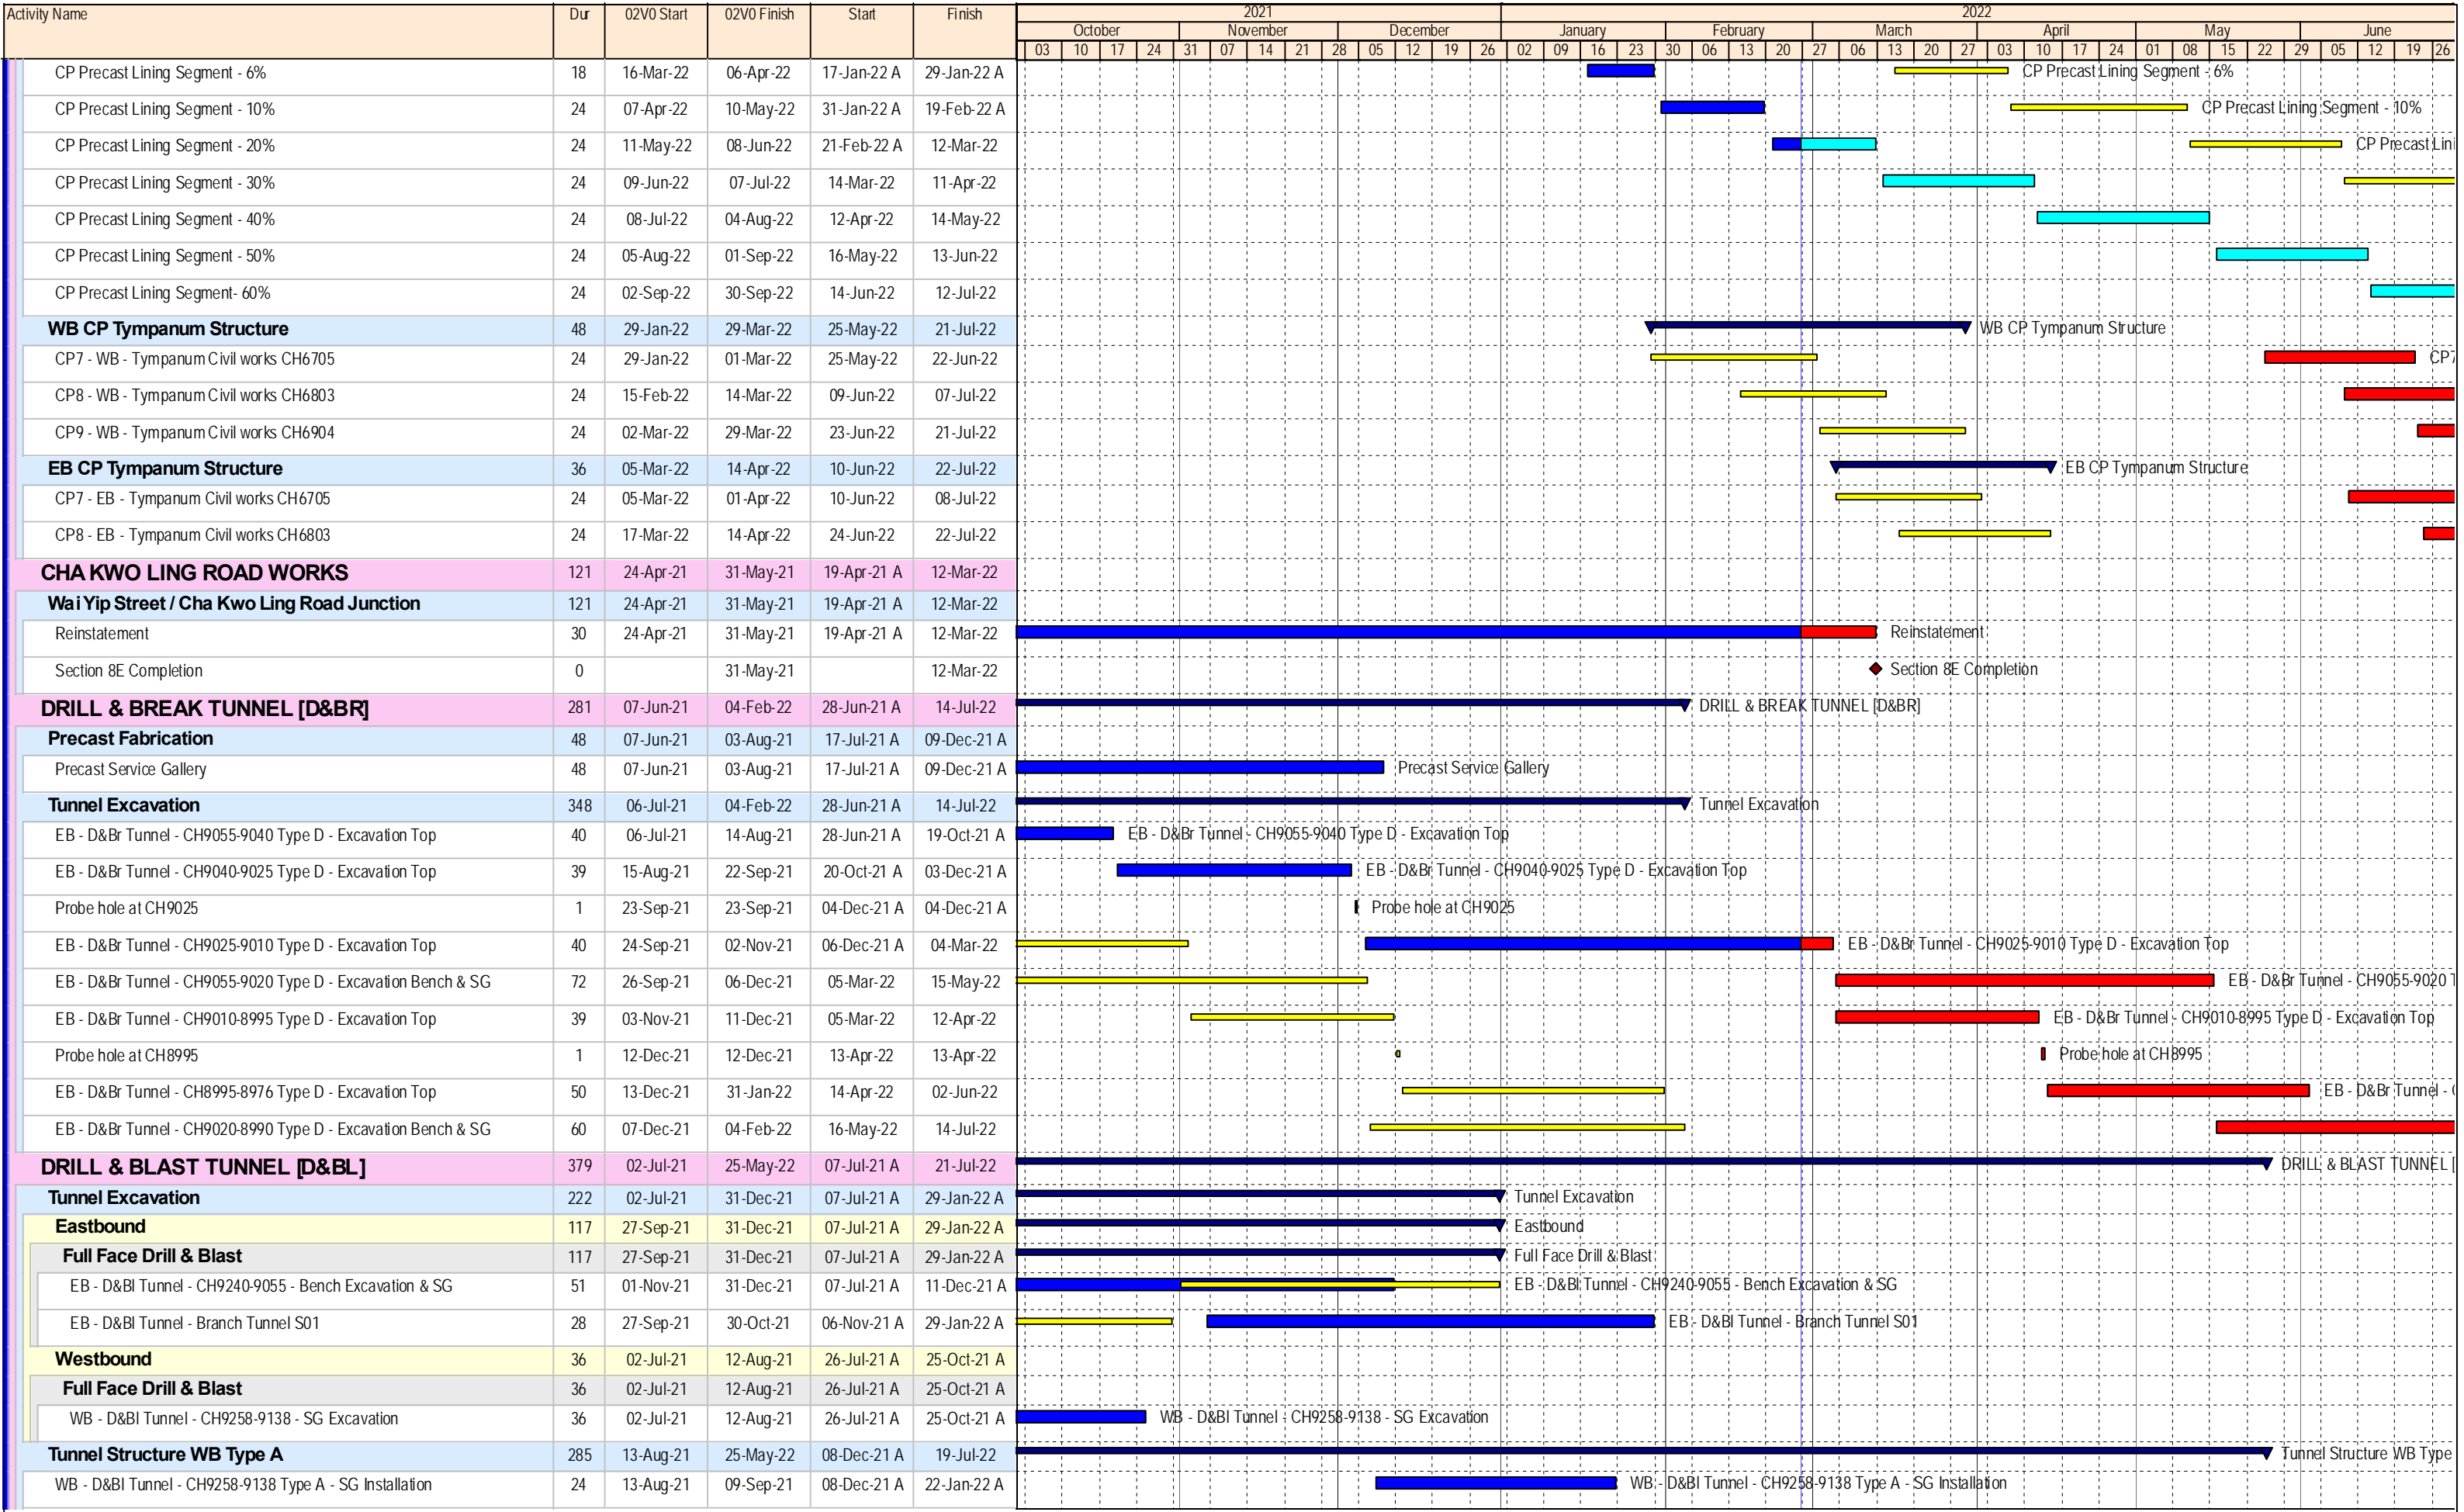 Activity Name Dur 02V0 Start 02V0 Finish Start Finish 2021 2022
October November December January February March April May June
03 10 17 24 31 07 14 21 28 05 12 19 26 02 09 16 23 30 06 13 20 27 06 13 20 27 03 10 17 24 01 08 15 22 29 05 12 19 26
CP Precast Lining Segment - 6% 18 16-Mar-22 06-Apr-22 17-Jan-22 A 29-Jan-22 A CP Precast Lining Segment - 6%
CP Precast Lining Segment - 10% 24 07-Apr-22 10-May-22 31-Jan-22 A 19-Feb-22 A CP Precast Lining Segment - 10%
CP Precast Lining Segment - 20% 24 11-May-22 08-Jun-22 21-Feb-22 A 12-Mar-22 CP Precast Lini
CP Precast Lining Segment - 30% 24 09-Jun-22 07-Jul-22 14-Mar-22 11-Apr-22
CP Precast Lining Segment - 40% 24 08-Jul-22 04-Aug-22 12-Apr-22 14-May-22
CP Precast Lining Segment - 50% 24 05-Aug-22 01-Sep-22 16-May-22 13-Jun-22
CP Precast Lining Segment- 60% 24 02-Sep-22 30-Sep-22 14-Jun-22 12-Jul-22
WB CP Tympanum Structure 48 29-Jan-22 29-Mar-22 25-May-22 21-Jul-22 WB CP Tympanum Structure
CP7 - WB - Tympanum Civil works CH6705 24 29-Jan-22 01-Mar-22 25-May-22 22-Jun-22 CP7
CP8 - WB - Tympanum Civil works CH6803 24 15-Feb-22 14-Mar-22 09-Jun-22 07-Jul-22
CP9 - WB - Tympanum Civil works CH6904 24 02-Mar-22 29-Mar-22 23-Jun-22 21-Jul-22
EB CP Tympanum Structure 36 05-Mar-22 14-Apr-22 10-Jun-22 22-Jul-22 EB CP Tympanum Structure
CP7 - EB - Tympanum Civil works CH6705 24 05-Mar-22 01-Apr-22 10-Jun-22 08-Jul-22
CP8 - EB - Tympanum Civil works CH6803 24 17-Mar-22 14-Apr-22 24-Jun-22 22-Jul-22
CHA KWO LING ROAD WORKS 121 24-Apr-21 31-May-21 19-Apr-21 A 12-Mar-22
Wai Yip Street / Cha Kwo Ling Road Junction 121 24-Apr-21 31-May-21 19-Apr-21 A 12-Mar-22
Reinstatement 30 24-Apr-21 31-May-21 19-Apr-21 A 12-Mar-22 Reinstatement
Section 8E Completion 0 31-May-21 12-Mar-22 Section 8E Completion
DRILL & BREAK TUNNEL [D&BR] 281 07-Jun-21 04-Feb-22 28-Jun-21 A 14-Jul-22 DRILL & BREAK TUNNEL [D&BR]
Precast Fabrication 48 07-Jun-21 03-Aug-21 17-Jul-21 A 09-Dec-21 A
Precast Service Gallery 48 07-Jun-21 03-Aug-21 17-Jul-21 A 09-Dec-21 A Precast Service Gallery
Tunnel Excavation 348 06-Jul-21 04-Feb-22 28-Jun-21 A 14-Jul-22 Tunnel Excavation
EB - D&Br Tunnel - CH9055-9040 Type D - Excavation Top 40 06-Jul-21 14-Aug-21 28-Jun-21 A 19-Oct-21 A EB - D&Br Tunnel - CH9055-9040 Type D - Excavation Top
EB - D&Br Tunnel - CH9040-9025 Type D - Excavation Top 39 15-Aug-21 22-Sep-21 20-Oct-21 A 03-Dec-21 A EB - D&Br Tunnel - CH9040-9025 Type D - Excavation Top
Probe hole at CH9025 1 23-Sep-21 23-Sep-21 04-Dec-21 A 04-Dec-21 A Probe hole at CH9025
EB - D&Br Tunnel - CH9025-9010 Type D - Excavation Top 40 24-Sep-21 02-Nov-21 06-Dec-21 A 04-Mar-22 EB - D&Br Tunnel - CH9025-9010 Type D - Excavation Top
EB - D&Br Tunnel - CH9055-9020 Type D - Excavation Bench & SG 72 26-Sep-21 06-Dec-21 05-Mar-22 15-May-22 EB - D&Br Tunnel - CH9055-9020 T
EB - D&Br Tunnel - CH9010-8995 Type D - Excavation Top 39 03-Nov-21 11-Dec-21 05-Mar-22 12-Apr-22 EB - D&Br Tunnel - CH9010-8995 Type D - Excavation Top
Probe hole at CH8995 1 12-Dec-21 12-Dec-21 13-Apr-22 13-Apr-22 Probe hole at CH8995
EB - D&Br Tunnel - CH8995-8976 Type D - Excavation Top 50 13-Dec-21 31-Jan-22 14-Apr-22 02-Jun-22 EB - D&Br Tunnel -
EB - D&Br Tunnel - CH9020-8990 Type D - Excavation Bench & SG 60 07-Dec-21 04-Feb-22 16-May-22 14-Jul-22
DRILL & BLAST TUNNEL [D&BL] 379 02-Jul-21 25-May-22 07-Jul-21 A 21-Jul-22 DRILL & BLAST TUNNEL [
Tunnel Excavation 222 02-Jul-21 31-Dec-21 07-Jul-21 A 29-Jan-22 A Tunnel Excavation
Eastbound 117 27-Sep-21 31-Dec-21 07-Jul-21 A 29-Jan-22 A Eastbound
Full Face Drill & Blast 117 27-Sep-21 31-Dec-21 07-Jul-21 A 29-Jan-22 A Full Face Drill & Blast
EB - D&Bl Tunnel - CH9240-9055 - Bench Excavation & SG 51 01-Nov-21 31-Dec-21 07-Jul-21 A 11-Dec-21 A EB - D&Bl Tunnel - CH9240-9055 - Bench Excavation & SG
EB - D&Bl Tunnel - Branch Tunnel S01 28 27-Sep-21 30-Oct-21 06-Nov-21 A 29-Jan-22 A EB - D&Bl Tunnel - Branch Tunnel S01
Westbound 36 02-Jul-21 12-Aug-21 26-Jul-21 A 25-Oct-21 A
Full Face Drill & Blast 36 02-Jul-21 12-Aug-21 26-Jul-21 A 25-Oct-21 A
WB - D&Bl Tunnel - CH9258-9138 - SG Excavation 36 02-Jul-21 12-Aug-21 26-Jul-21 A 25-Oct-21 A WB - D&Bl Tunnel - CH9258-9138 - SG Excavation
Tunnel Structure WB Type A 285 13-Aug-21 25-May-22 08-Dec-21 A 19-Jul-22 Tunnel Structure WB Type
WB - D&Bl Tunnel - CH9258-9138 Type A - SG Installation 24 13-Aug-21 09-Sep-21 08-Dec-21 A 22-Jan-22 A WB - D&Bl Tunnel - CH9258-9138 Type A - SG Installation